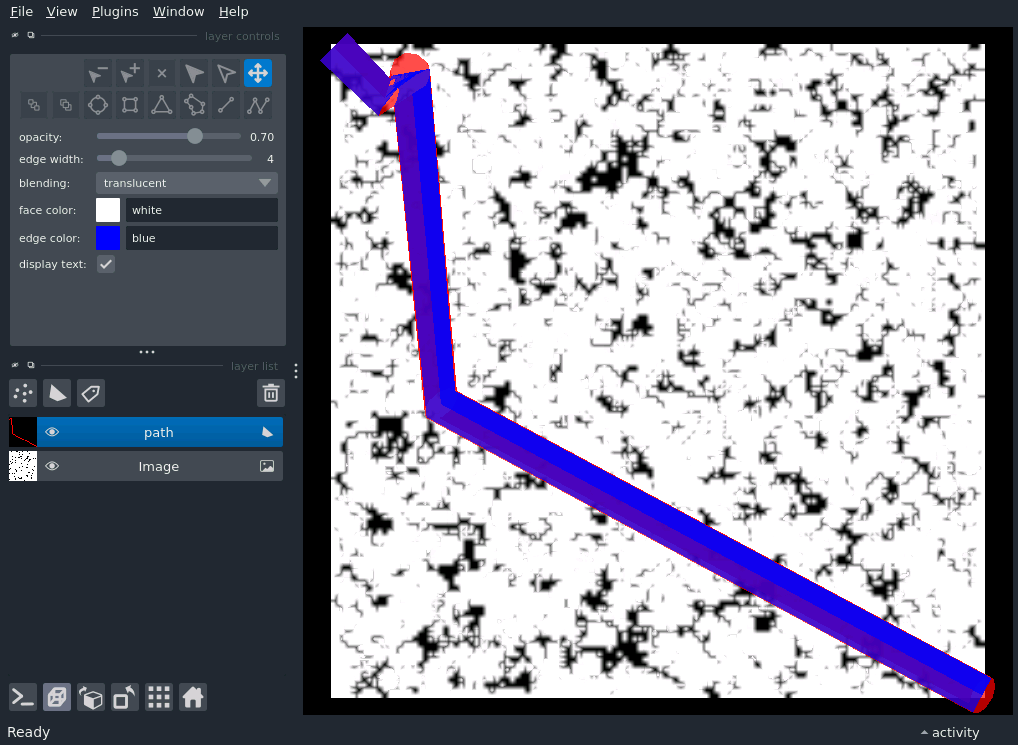 File View Plugins Window Help
layer controls
opacity: 0.70
edge width: 4
blending: translucent
face color: white
edge color: blue
display text:
layer list
path
Image
Ready
activity